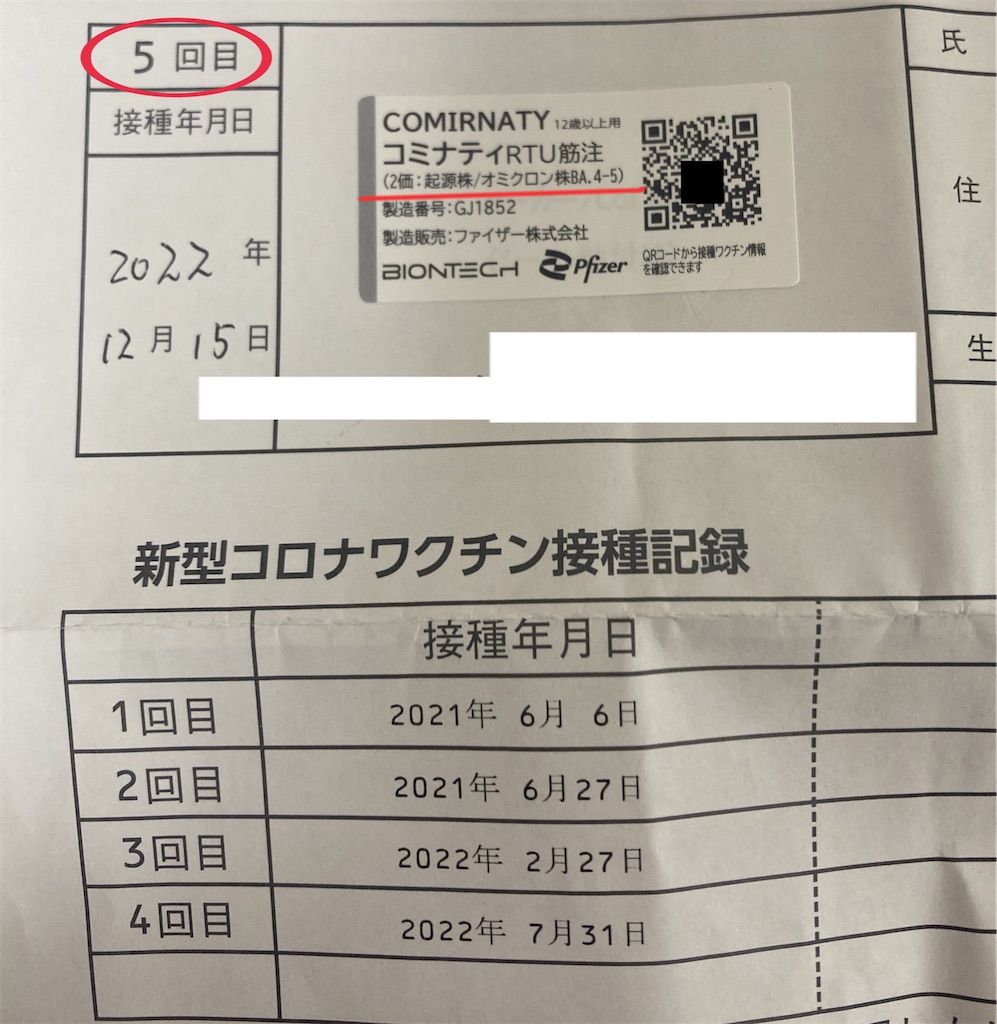 5 回目
接種年月日
2022 年
12 月 15 日
COMIRNATY 12歳以上用
コミナティRTU筋注
(2価:起源株/オミクロン株BA.4-5)
製造番号:GJ1852
製造販売:ファイザー株式会社
BIONTECH Pfizer
QRコードから接種ワクチン情報
を確認できます
氏
住
生
新型コロナワクチン接種記録
接種年月日
1回目 2021年 6月 6日
2回目 2021年 6月27日
3回目 2022年 2月27日
4回目 2022年 7月31日